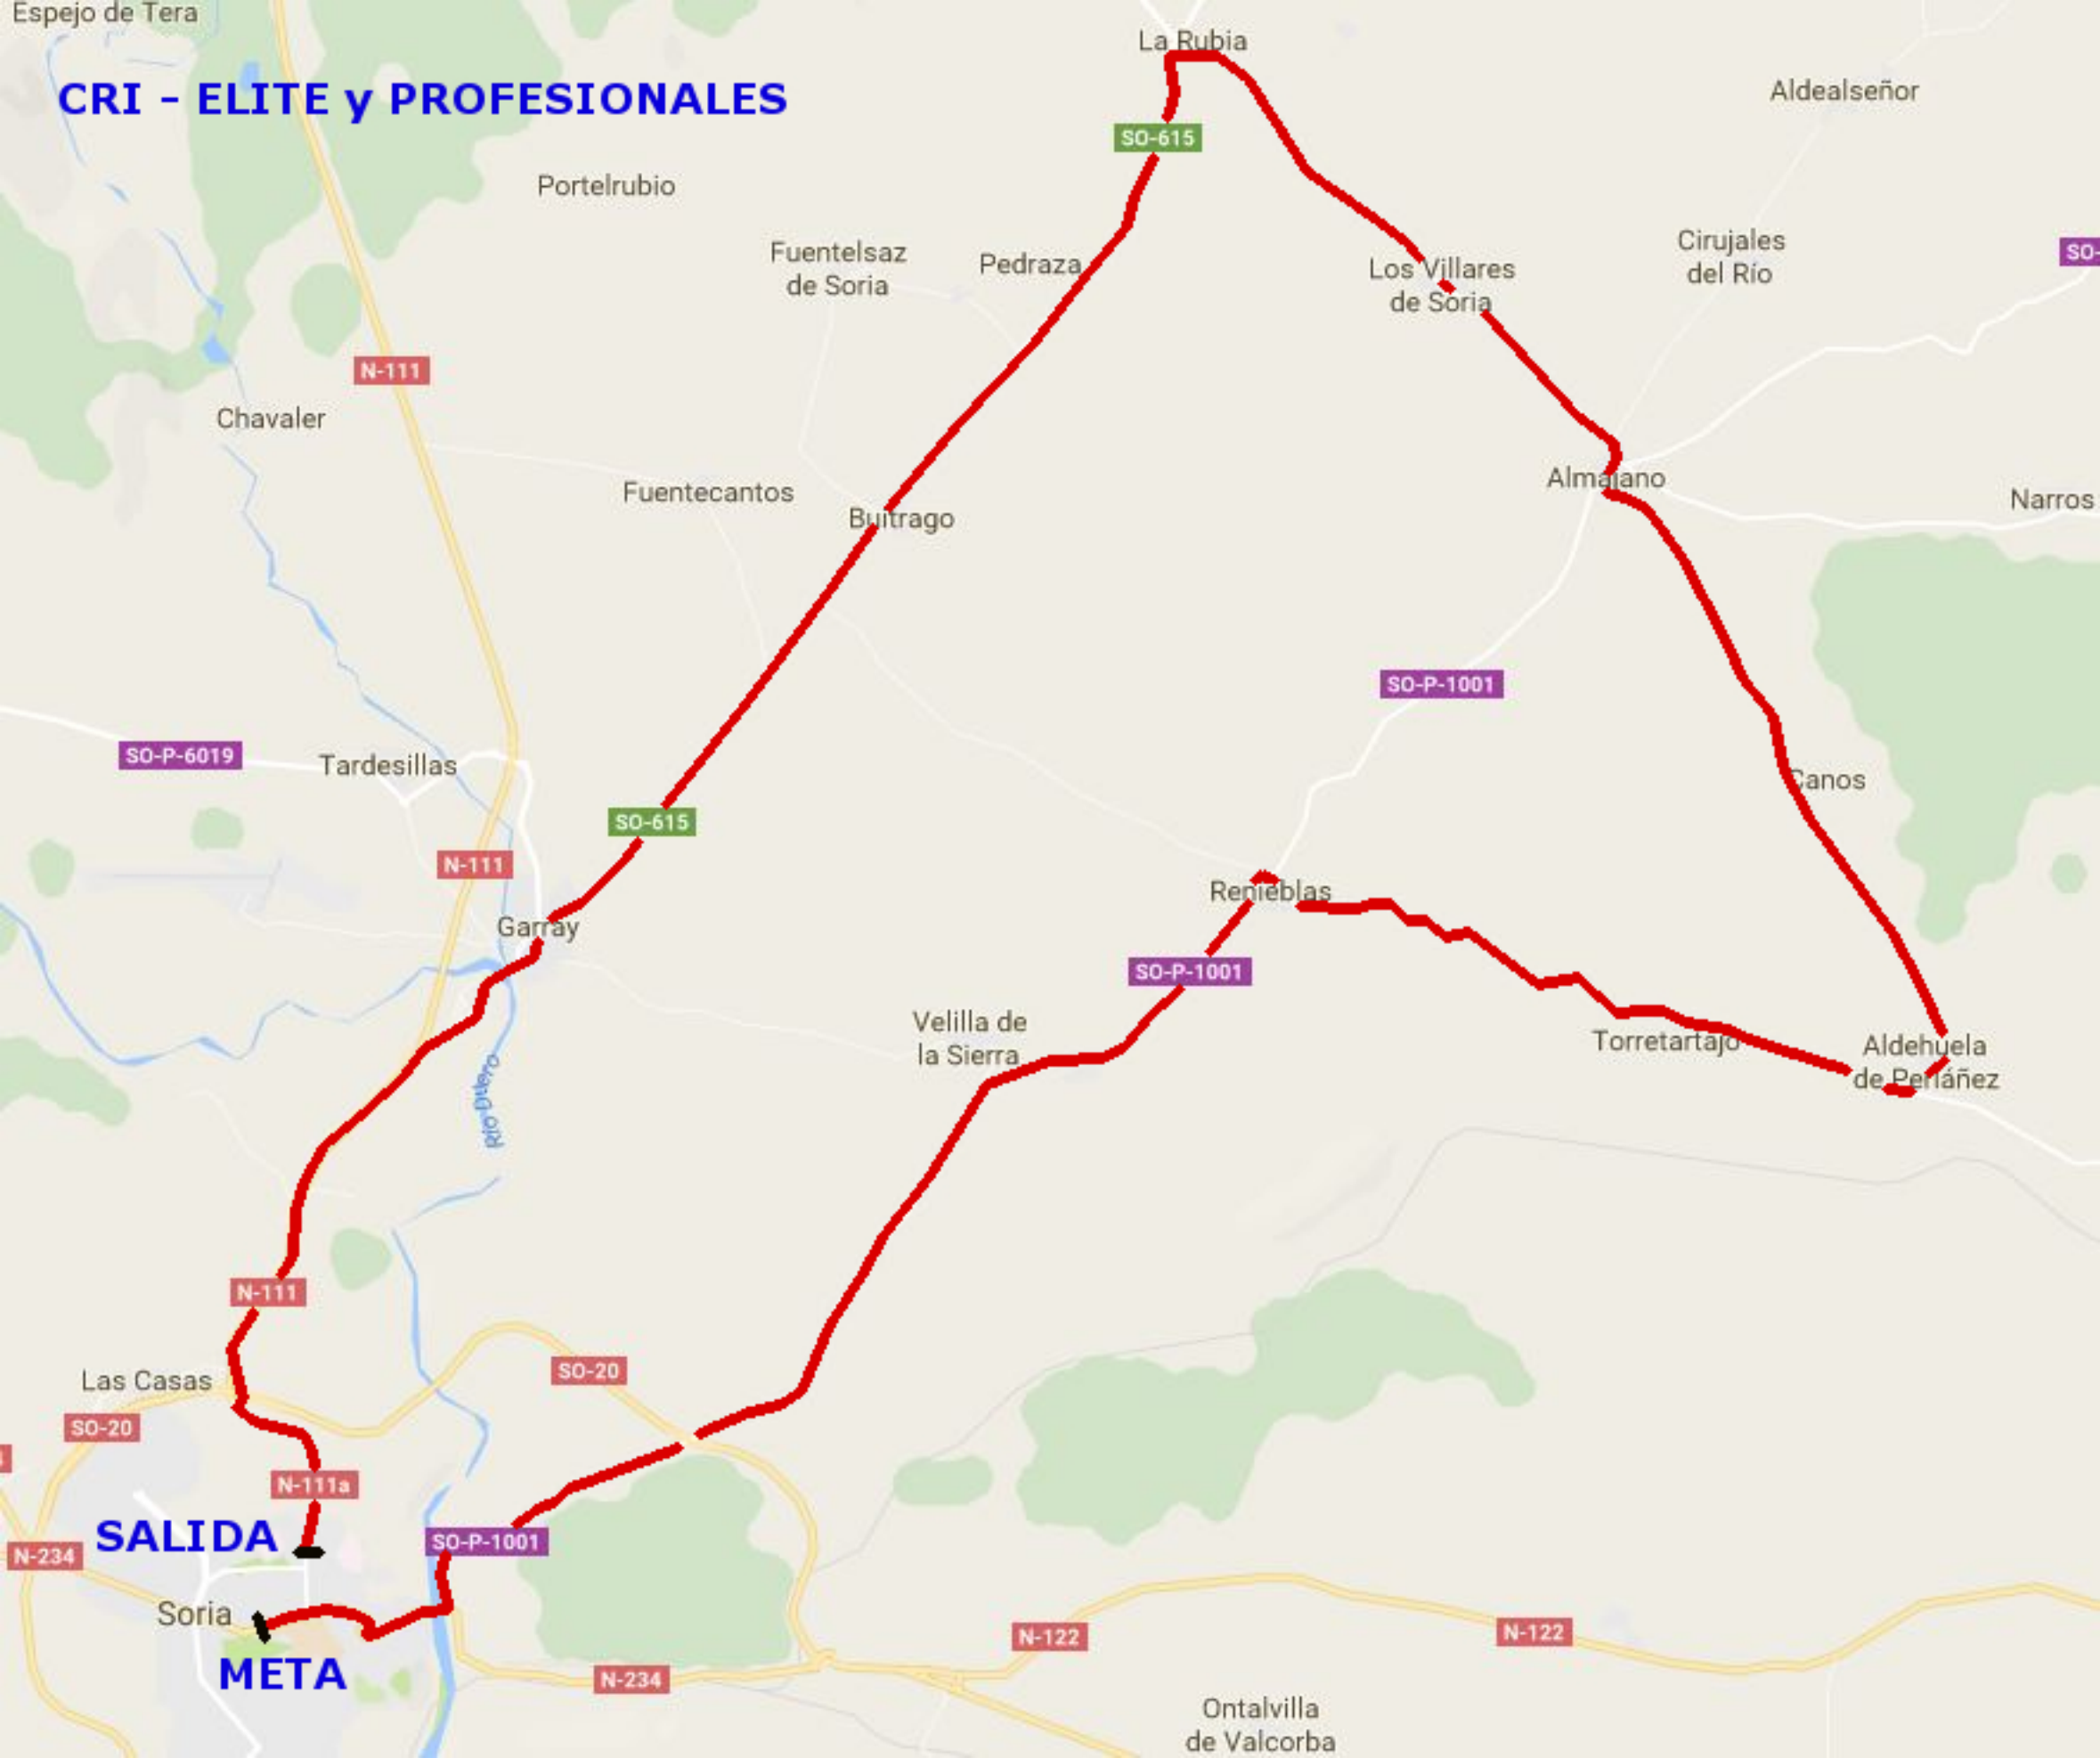 Espejo de Tera
La Rubia
CRI - ELITE y PROFESIONALES
Aldealseñor
SO-615
Portelrubio
Fuentelsaz
de Soria
Pedraza
Los Villares
de Soria
Cirujales
del Río
SO-
N-111
Chavaler
Fuentecantos
Buitrago
Almajano
Narros
SO-P-1001
SO-P-6019
Tardesillas
Canos
SO-615
N-111
Garray
Renieblas
SO-P-1001
Velilla de
la Sierra
Torretartajo
Aldehuela
de Periáñez
Río Duero
N-111
Las Casas
SO-20
SO-20
N-111a
SALIDA
SO-P-1001
N-234
Soria
META
N-234
N-122
N-122
Ontalvilla
de Valcorba